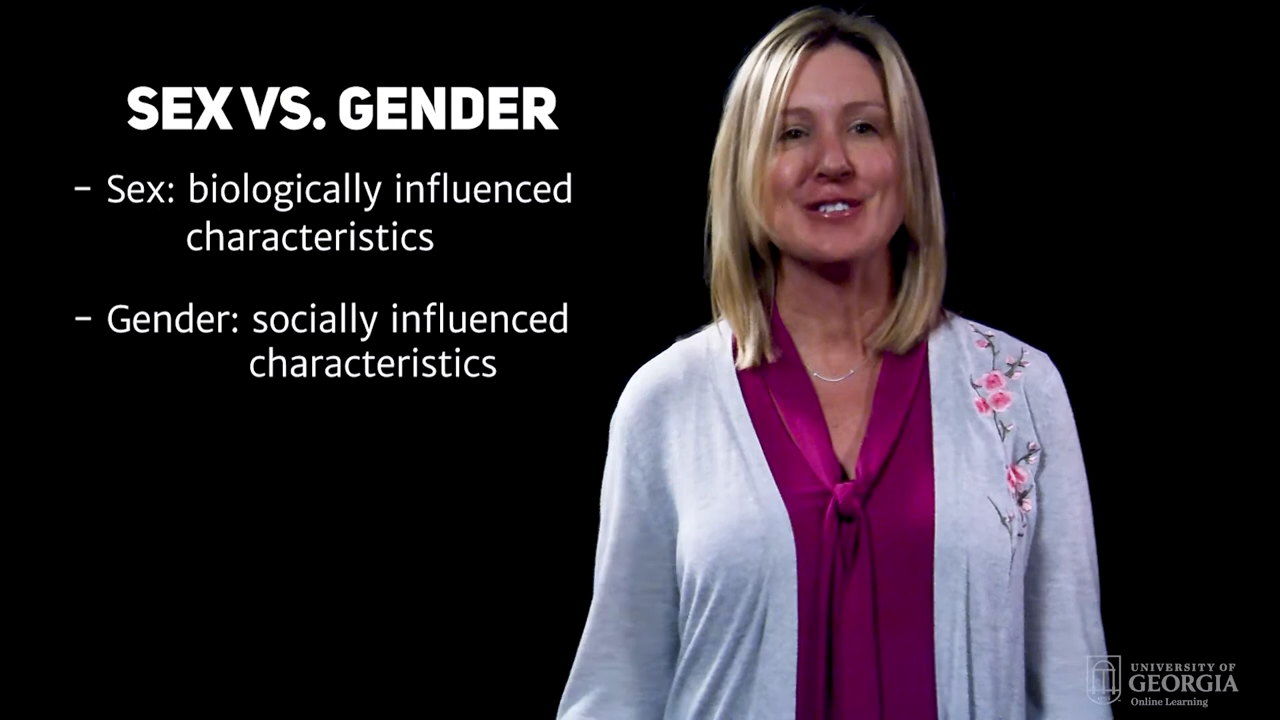 SEX VS. GENDER
- Sex: biologically influenced
characteristics
- Gender: socially influenced
characteristics
UNIVERSITY OF
GEORGIA
Online Learning